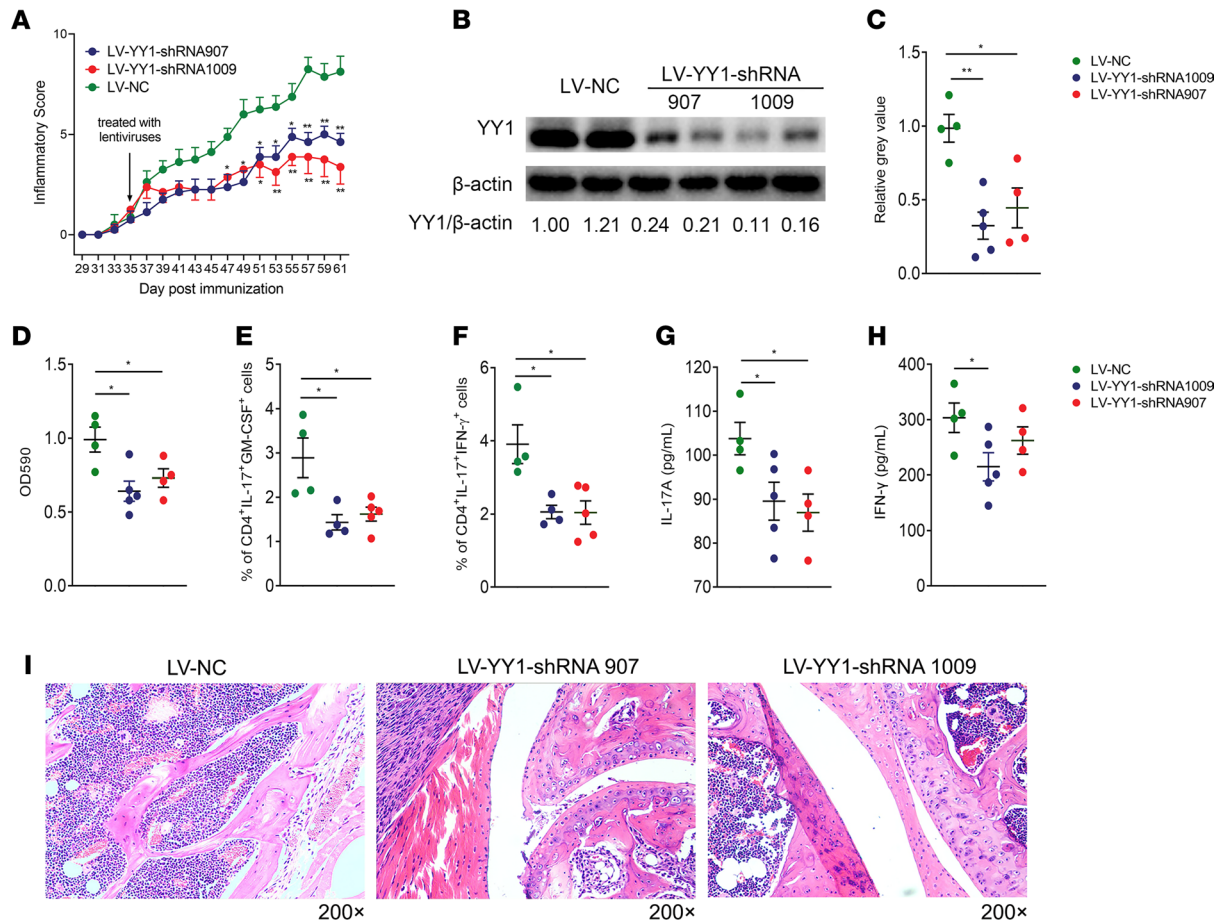 A
10
5
0
Inflammatory Score
LV-YY1-shRNA907
LV-YY1-shRNA1009
LV-NC
treated with
lentiviruses
* * * * * ** ** **
* ** ** ** ** **
29 31 33 35 37 39 41 43 45 47 49 51 53 55 57 59 61
Day post immunization
B
LV-NC
LV-YY1-shRNA
907 1009
YY1
β-actin
YY1/β-actin 1.00 1.21 0.24 0.21 0.11 0.16
C
1.5
1.0
0.5
0.0
Relative grey value
*
**
LV-NC
LV-YY1-shRNA1009
LV-YY1-shRNA907
D
1.5
1.0
0.5
0.0
OD590
*
*
E
5
4
3
2
1
0
% of CD4⁺IL-17⁺GM-CSF⁺ cells
*
*
F
6
4
2
0
% of CD4⁺IL-17⁺IFN-γ⁺ cells
*
*
G
120
110
100
90
80
70
IL-17A (pg/mL)
*
*
H
400
300
200
100
0
IFN-γ (pg/mL)
*
LV-NC
LV-YY1-shRNA1009
LV-YY1-shRNA907
I
LV-NC
LV-YY1-shRNA 907
LV-YY1-shRNA 1009
200×
200×
200×